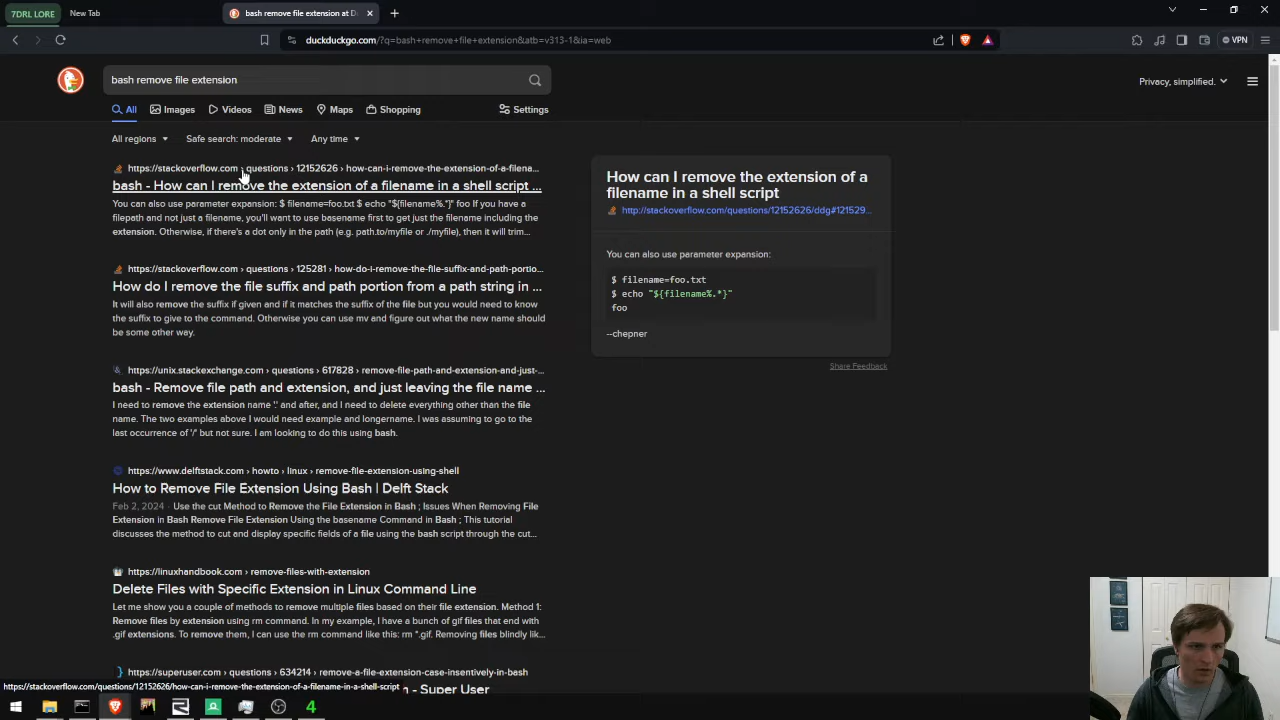 7DRL LORE
New Tab
bash remove file extension at D
duckduckgo.com/?q=bash+remove+file+extension&atb=v313-1&ia=web
VPN
bash remove file extension
Privacy, simplified.
All
Images
Videos
News
Maps
Shopping
Settings
All regions
Safe search: moderate
Any time
https://stackoverflow.com › questions › 12152626 › how-can-i-remove-the-extension-of-a-filena...
bash - How can I remove the extension of a filename in a shell script ...
You can also use parameter expansion: $ filename=foo.txt $ echo "${filename%.*}" foo If you have a
filepath and not just a filename, you'll want to use basename first to get just the filename including the
extension. Otherwise, if there's a dot only in the path (e.g. path.to/myfile or ./myfile), then it will trim...
https://stackoverflow.com › questions › 125281 › how-do-i-remove-the-file-suffix-and-path-portio...
How do I remove the file suffix and path portion from a path string in ...
It will also remove the suffix if given and if it matches the suffix of the file but you would need to know
the suffix to give to the command. Otherwise you can use mv and figure out what the new name should
be some other way.
https://unix.stackexchange.com › questions › 617828 › remove-file-path-and-extension-and-just-...
bash - Remove file path and extension, and just leaving the file name ...
I need to remove the extension name '.' and after, and I need to delete everything other than the file
name. The two examples above I would need example and longername. I was assuming to go to the
last occurrence of '/' but not sure. I am looking to do this using bash.
https://www.delftstack.com › howto › linux › remove-file-extension-using-shell
How to Remove File Extension Using Bash | Delft Stack
Feb 2, 2024 · Use the cut Method to Remove the File Extension in Bash ; Issues When Removing File
Extension in Bash Remove File Extension Using the basename Command in Bash ; This tutorial
discusses the method to cut and display specific fields of a file using the bash script through the cut...
https://linuxhandbook.com › remove-files-with-extension
Delete Files with Specific Extension in Linux Command Line
Let me show you a couple of methods to remove multiple files based on their file extension. Method 1:
Remove files by extension using rm command. In my example, I have a bunch of gif files that end with
.gif extensions. To remove them, I can use the rm command like this: rm *.gif. Removing files blindly lik...
https://superuser.com › questions › 634214 › remove-a-file-extension-case-insentively-in-bash
n - Super User
https://stackoverflow.com/questions/12152626/how-can-i-remove-the-extension-of-a-filename-in-a-shell-script
How can I remove the extension of a
filename in a shell script
http://stackoverflow.com/questions/12152626/ddg#121529...
You can also use parameter expansion:
$ filename=foo.txt
$ echo "${filename%.*}"
foo
--chepner
Share Feedback
4